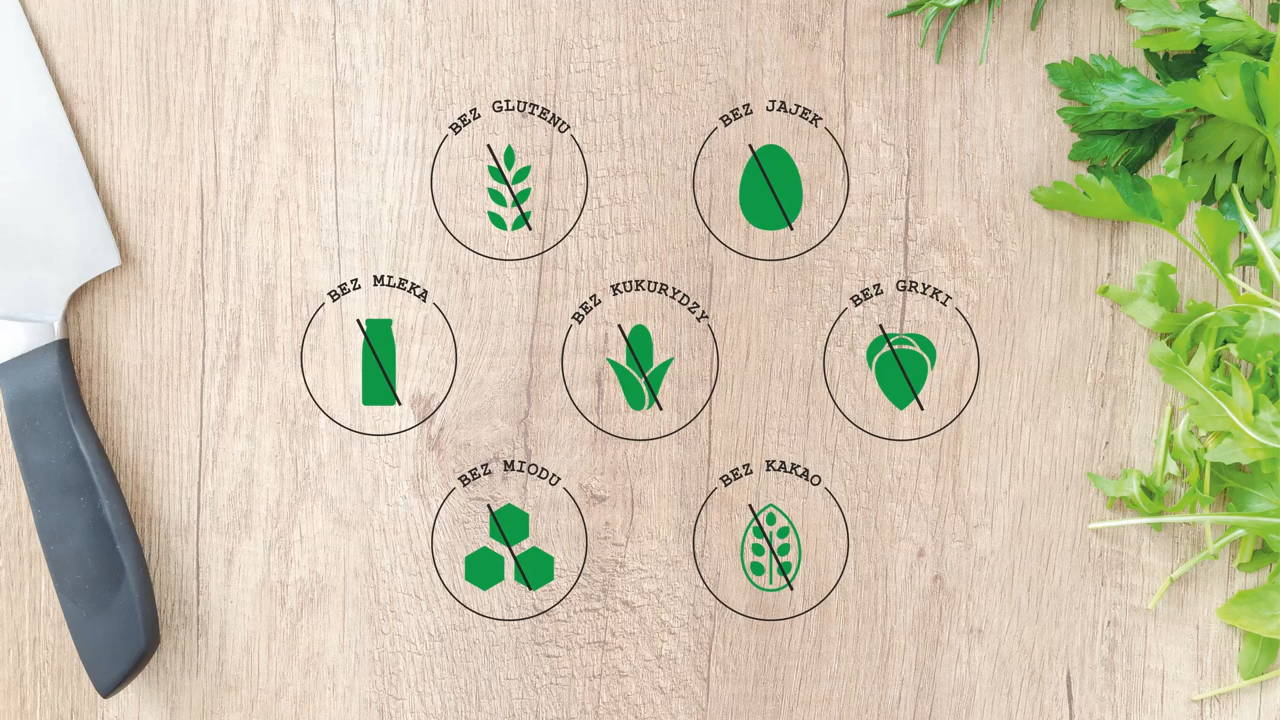 BEZ GLUTENU
BEZ JAJEK
BEZ MLEKA
BEZ KUKURYDZY
BEZ GRYKI
BEZ MIODU
BEZ KAKAO